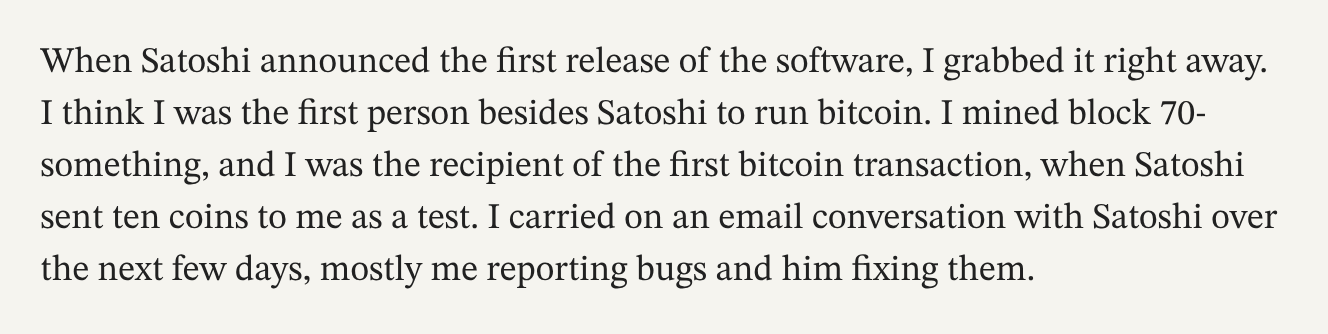 When Satoshi announced the first release of the software, I grabbed it right away.
I think I was the first person besides Satoshi to run bitcoin. I mined block 70-
something, and I was the recipient of the first bitcoin transaction, when Satoshi
sent ten coins to me as a test. I carried on an email conversation with Satoshi over
the next few days, mostly me reporting bugs and him fixing them.